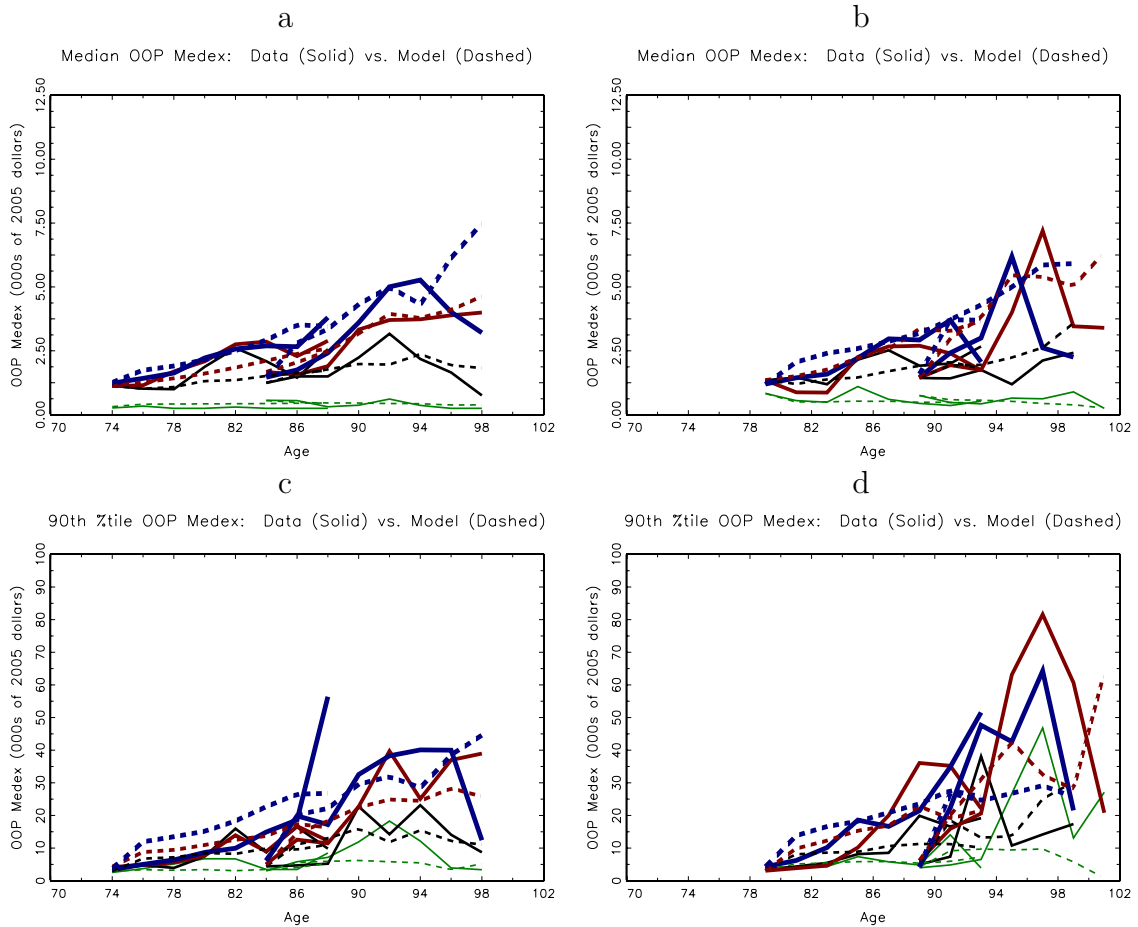 a
Median OOP Medex: Data (Solid) vs. Model (Dashed)
OOP Medex (000s of 2005 dollars)
0.00 2.50 5.00 7.50 10.00 12.50
70 74 78 82 86 90 94 98 102
Age
b
Median OOP Medex: Data (Solid) vs. Model (Dashed)
OOP Medex (000s of 2005 dollars)
0.00 2.50 5.00 7.50 10.00 12.50
70 74 78 82 86 90 94 98 102
Age
c
90th %tile OOP Medex: Data (Solid) vs. Model (Dashed)
OOP Medex (000s of 2005 dollars)
0 10 20 30 40 50 60 70 80 90 100
70 74 78 82 86 90 94 98 102
Age
d
90th %tile OOP Medex: Data (Solid) vs. Model (Dashed)
OOP Medex (000s of 2005 dollars)
0 10 20 30 40 50 60 70 80 90 100
70 74 78 82 86 90 94 98 102
Age